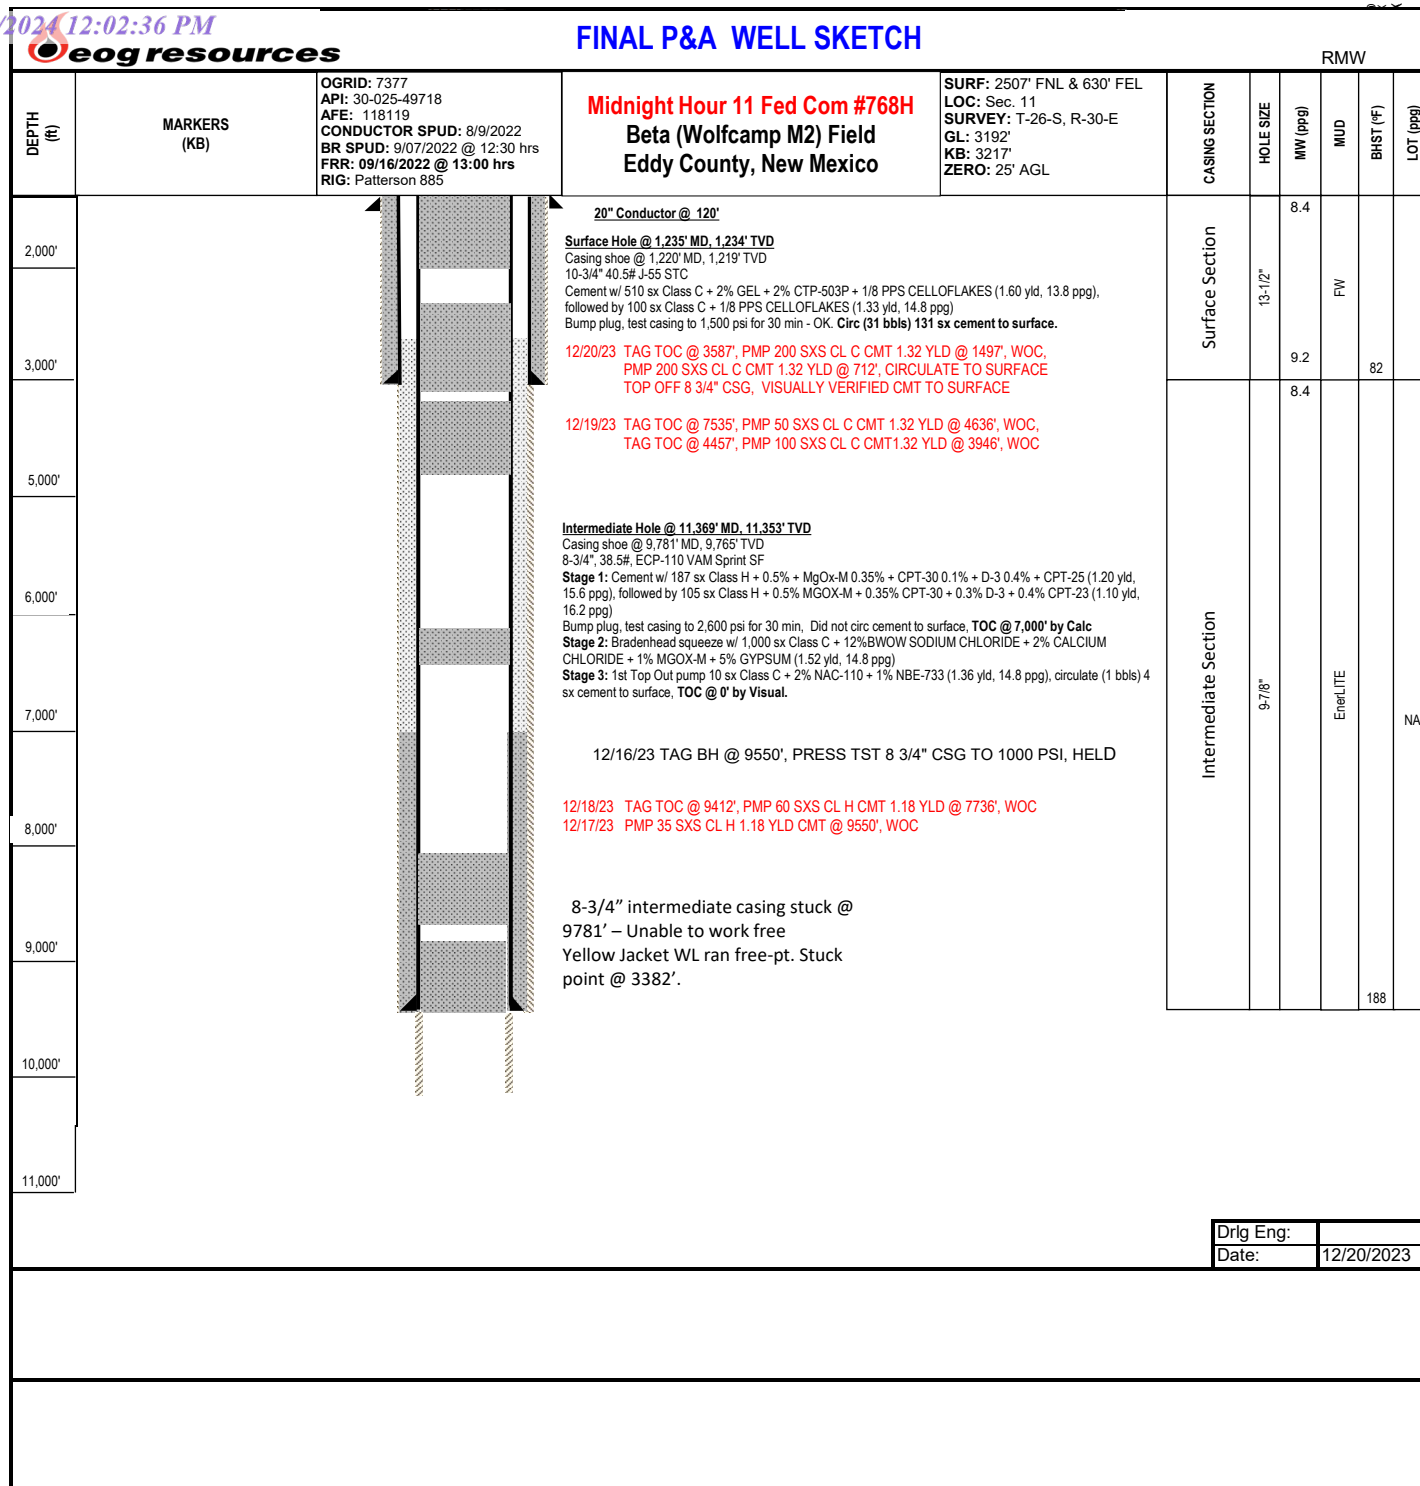 /2024 12:02:36 PM
eog resources
FINAL P&A  WELL SKETCH
RMW
DEPTH
(ft)
MARKERS
(KB)
OGRID: 7377
API: 30-025-49718
AFE:  118119
CONDUCTOR SPUD: 8/9/2022
BR SPUD: 9/07/2022 @ 12:30 hrs
FRR: 09/16/2022 @ 13:00 hrs
RIG: Patterson 885
Midnight Hour 11 Fed Com #768H
Beta (Wolfcamp M2) Field
Eddy County, New Mexico
SURF: 2507' FNL & 630' FEL
LOC: Sec. 11
SURVEY: T-26-S, R-30-E
GL: 3192'
KB: 3217'
ZERO: 25' AGL
CASING SECTION
HOLE SIZE
MW (ppg)
MUD
BHST (ºF)
LOT (ppg)
2,000'
3,000'
5,000'
6,000'
7,000'
8,000'
9,000'
10,000'
11,000'
20" Conductor @  120'
Surface Hole @ 1,235' MD, 1,234' TVD
Casing shoe @ 1,220' MD, 1,219' TVD
10-3/4" 40.5# J-55 STC
Cement w/ 510 sx Class C + 2% GEL + 2% CTP-503P + 1/8 PPS CELLOFLAKES (1.60 yld, 13.8 ppg),
followed by 100 sx Class C + 1/8 PPS CELLOFLAKES (1.33 yld, 14.8 ppg)
Bump plug, test casing to 1,500 psi for 30 min - OK. Circ (31 bbls) 131 sx cement to surface.
12/20/23  TAG TOC @ 3587', PMP 200 SXS CL C CMT 1.32 YLD @ 1497', WOC,
PMP 200 SXS CL C CMT 1.32 YLD @ 712', CIRCULATE TO SURFACE
TOP OFF 8 3/4" CSG,  VISUALLY VERIFIED CMT TO SURFACE
12/19/23  TAG TOC @ 7535', PMP 50 SXS CL C CMT 1.32 YLD @ 4636', WOC,
TAG TOC @ 4457', PMP 100 SXS CL C CMT1.32 YLD @ 3946', WOC
Intermediate Hole @ 11,369' MD, 11,353' TVD
Casing shoe @ 9,781' MD, 9,765' TVD
8-3/4", 38.5#, ECP-110 VAM Sprint SF
Stage 1: Cement w/ 187 sx Class H + 0.5% + MgOx-M 0.35% + CPT-30 0.1% + D-3 0.4% + CPT-25 (1.20 yld,
15.6 ppg), followed by 105 sx Class H + 0.5% MGOX-M + 0.35% CPT-30 + 0.3% D-3 + 0.4% CPT-23 (1.10 yld,
16.2 ppg)
Bump plug, test casing to 2,600 psi for 30 min,  Did not circ cement to surface, TOC @ 7,000' by Calc
Stage 2: Bradenhead squeeze w/ 1,000 sx Class C + 12%BWOW SODIUM CHLORIDE + 2% CALCIUM
CHLORIDE + 1% MGOX-M + 5% GYPSUM (1.52 yld, 14.8 ppg)
Stage 3: 1st Top Out pump 10 sx Class C + 2% NAC-110 + 1% NBE-733 (1.36 yld, 14.8 ppg), circulate (1 bbls) 4
sx cement to surface, TOC @ 0' by Visual.
12/16/23 TAG BH @ 9550', PRESS TST 8 3/4" CSG TO 1000 PSI, HELD
12/18/23   TAG TOC @ 9412', PMP 60 SXS CL H CMT 1.18 YLD @ 7736', WOC
12/17/23   PMP 35 SXS CL H 1.18 YLD CMT @ 9550', WOC
8-3/4” intermediate casing stuck @
9781’ – Unable to work free
Yellow Jacket WL ran free-pt. Stuck
point @ 3382’.
Surface Section
13-1/2"
8.4
9.2
FW
82
Intermediate Section
9-7/8"
8.4
EnerLITE
188
NA
Drlg Eng:
Date:
12/20/2023